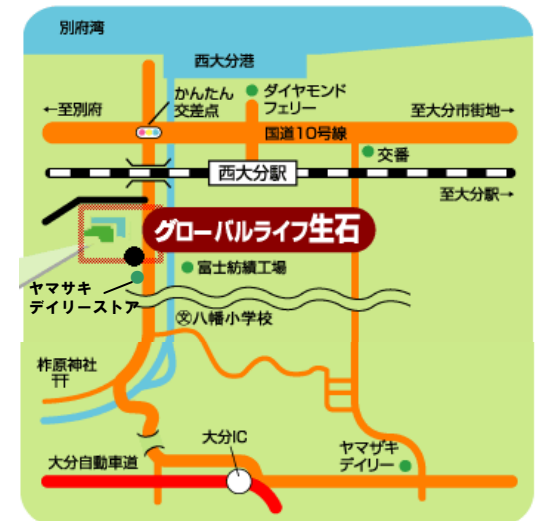 別府湾
西大分港
かんたん
交差点
ダイヤモンド
フェリー
←至別府
至大分市街地→
国道10号線
交番
西大分駅
至大分駅→
グローバルライフ生石
富士紡績工場
ヤマサキ
デイリーストア
㊛八幡小学校
柞原神社
大分IC
大分自動車道
ヤマザキ
デイリー